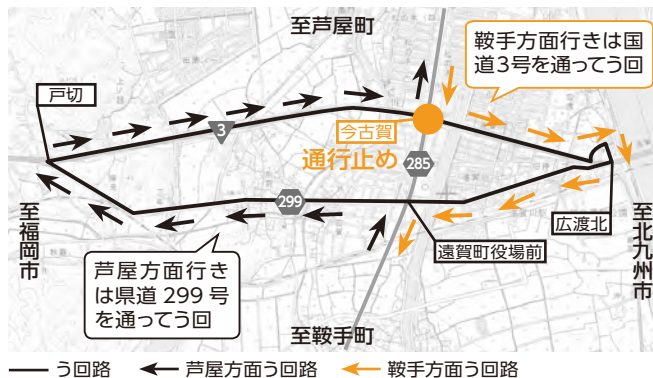 至芦屋町
鞍手方面行きは国
道3号を通ってう回
戸切
3
今古賀
通行止め
285
299
至福岡市
芦屋方面行き
は県道 299 号
を通ってう回
遠賀町役場前
広渡北
至北九州市
至鞍手町
う回路
芦屋方面う回路
鞍手方面う回路